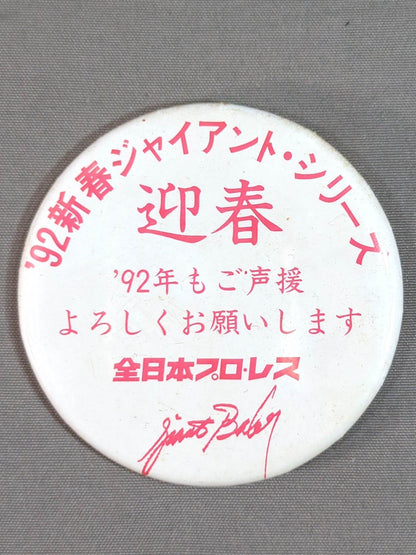 '92新春ジャイアント・シリーズ
迎春
'92年もご声援
よろしくお願いします
全日本プロ・レス
Giant Baba